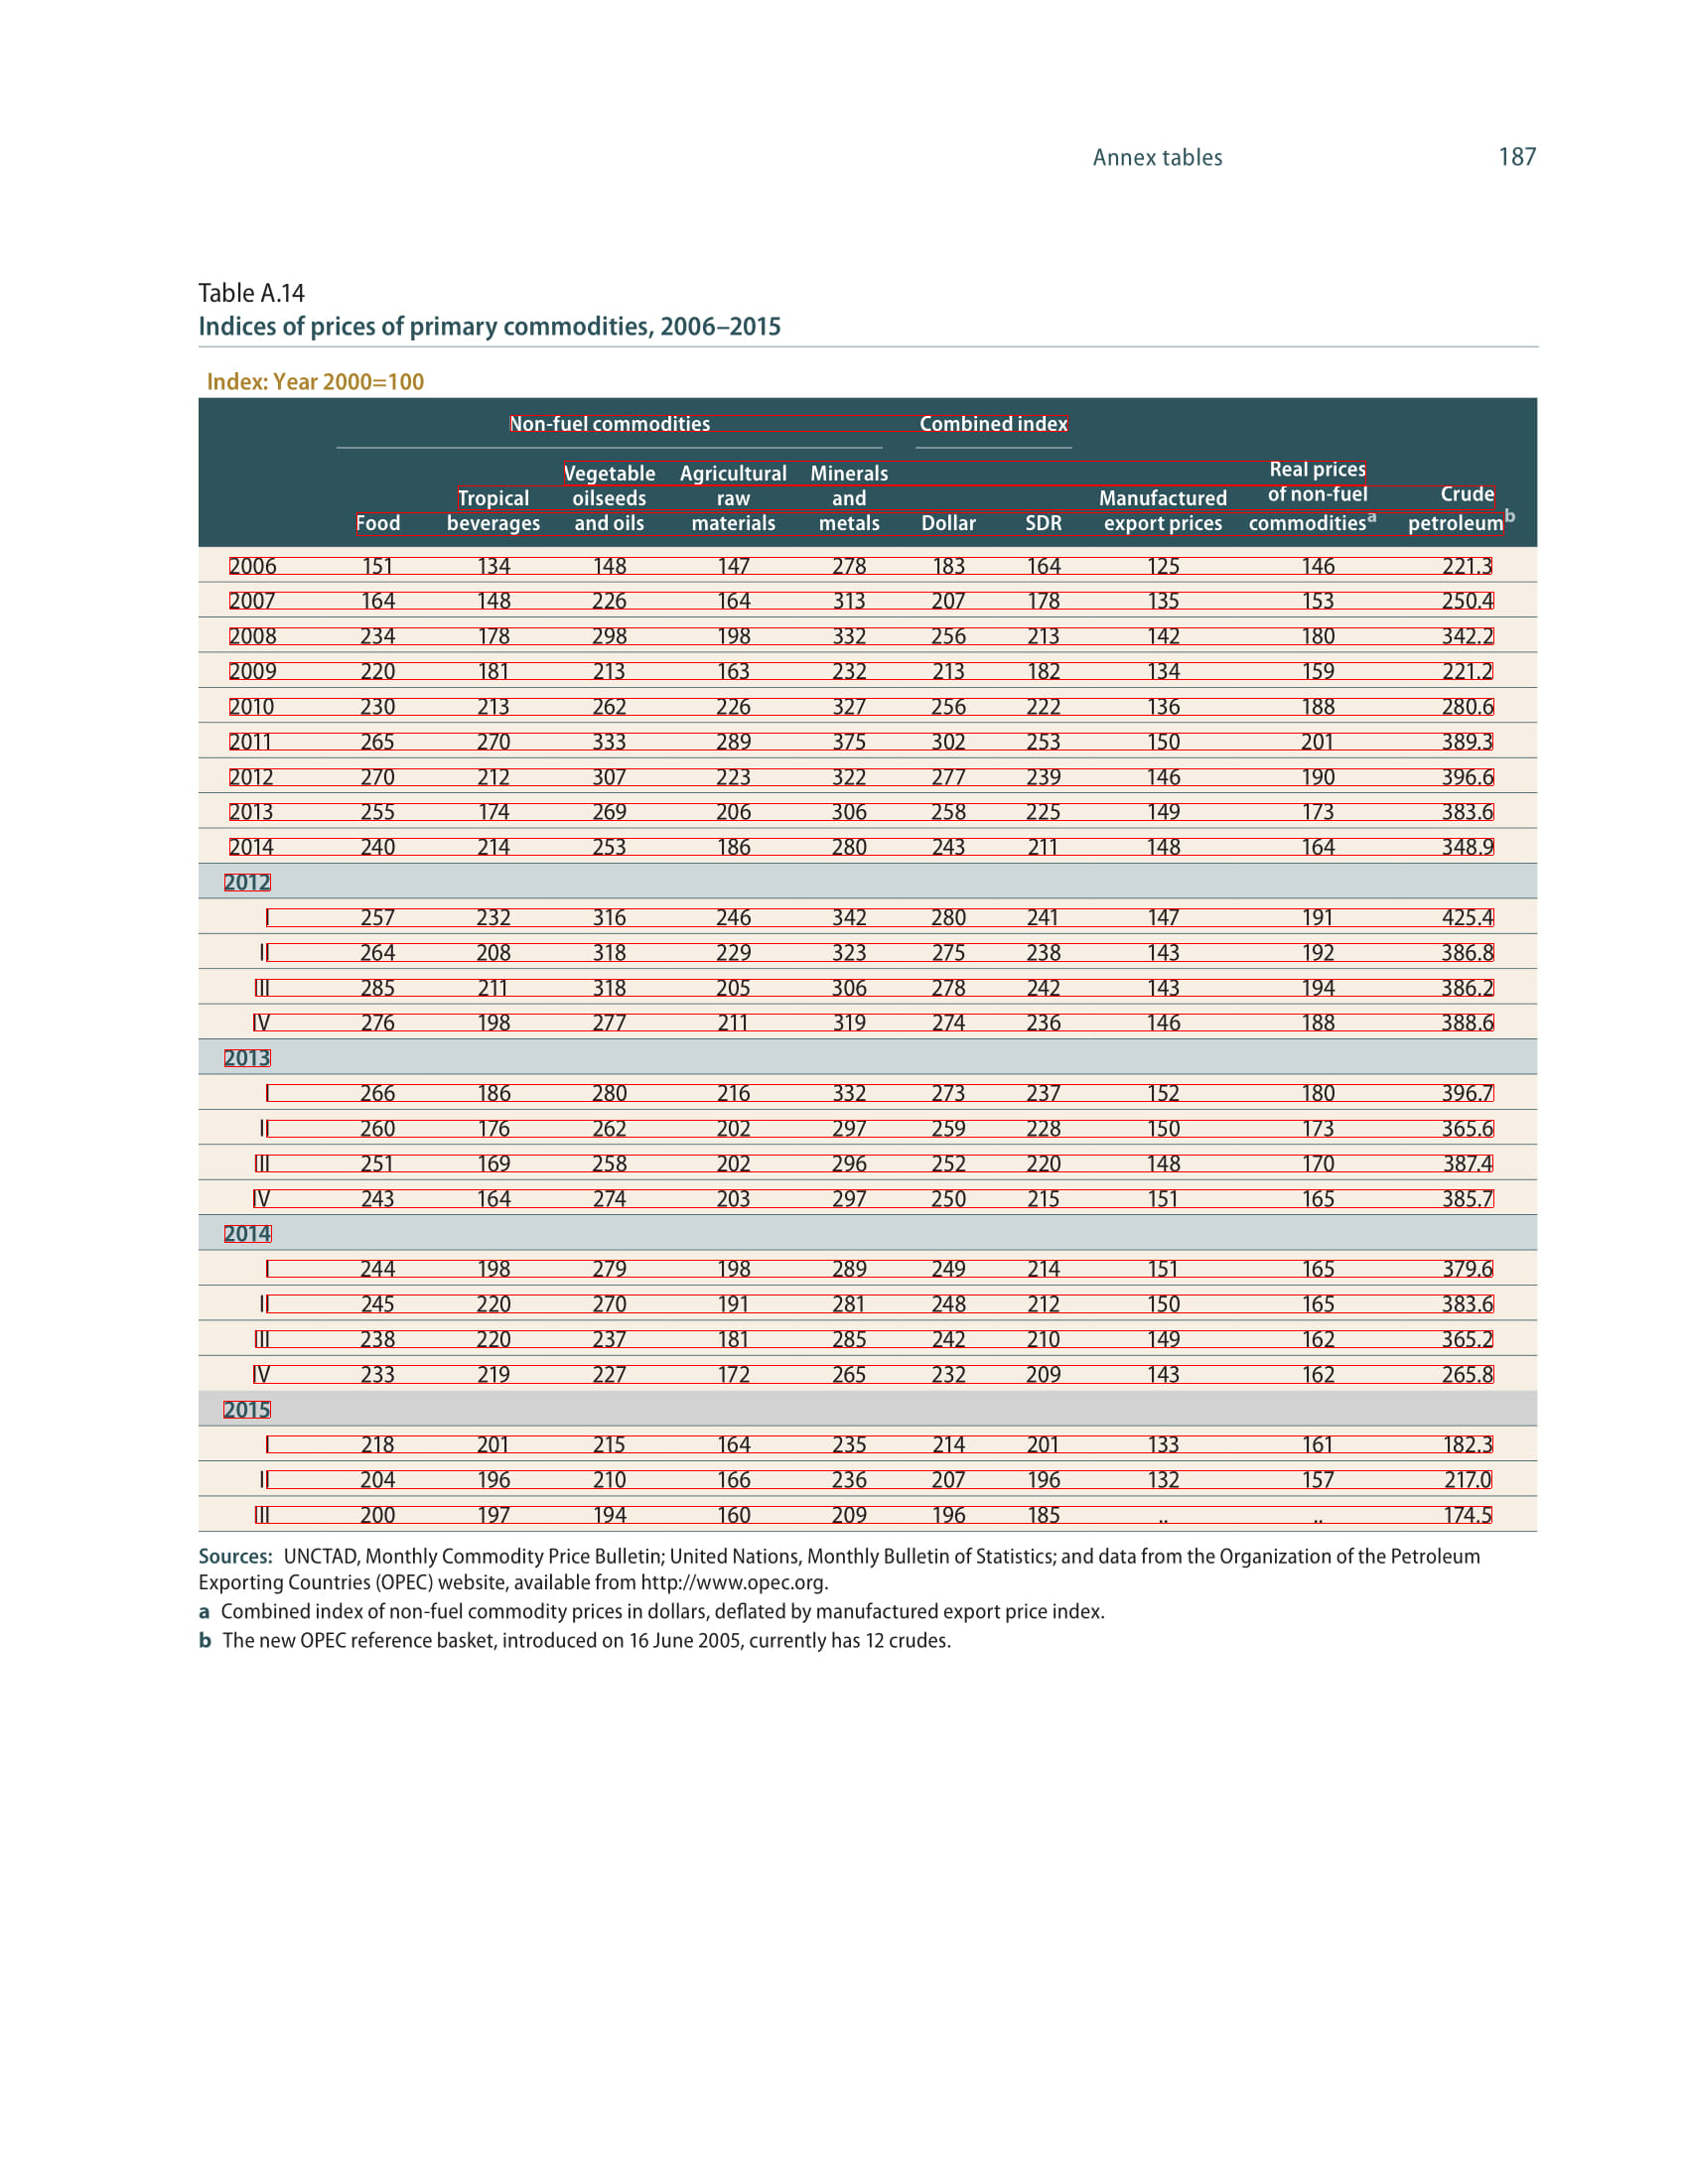 Annex tables 187
Table A.14
Indices of prices of primary commodities, 2006–2015
Index: Year 2000=100
Non-fuel commodities Combined index
Vegetable Agricultural Minerals Real prices
Tropical oilseeds raw and Manufactured of non-fuel Crude
Food beverages and oils materials metals Dollar SDR export prices commoditiesa petroleumb
2006 151 134 148 147 278 183 164 125 146 221.3
2007 164 148 226 164 313 207 178 135 153 250.4
2008 234 178 298 198 332 256 213 142 180 342.2
2009 220 181 213 163 232 213 182 134 159 221.2
2010 230 213 262 226 327 256 222 136 188 280.6
2011 265 270 333 289 375 302 253 150 201 389.3
2012 270 212 307 223 322 277 239 146 190 396.6
2013 255 174 269 206 306 258 225 149 173 383.6
2014 240 214 253 186 280 243 211 148 164 348.9
2012
I 257 232 316 246 342 280 241 147 191 425.4
II 264 208 318 229 323 275 238 143 192 386.8
III 285 211 318 205 306 278 242 143 194 386.2
IV 276 198 277 211 319 274 236 146 188 388.6
2013
I 266 186 280 216 332 273 237 152 180 396.7
II 260 176 262 202 297 259 228 150 173 365.6
III 251 169 258 202 296 252 220 148 170 387.4
IV 243 164 274 203 297 250 215 151 165 385.7
2014
I 244 198 279 198 289 249 214 151 165 379.6
II 245 220 270 191 281 248 212 150 165 383.6
III 238 220 237 181 285 242 210 149 162 365.2
IV 233 219 227 172 265 232 209 143 162 265.8
2015
I 218 201 215 164 235 214 201 133 161 182.3
II 204 196 210 166 236 207 196 132 157 217.0
III 200 197 194 160 209 196 185 .. .. 174.5
Sources: UNCTAD, Monthly Commodity Price Bulletin; United Nations, Monthly Bulletin of Statistics; and data from the Organization of the Petroleum
Exporting Countries (OPEC) website, available from http://www.opec.org.
a Combined index of non-fuel commodity prices in dollars, deflated by manufactured export price index.
b The new OPEC reference basket, introduced on 16 June 2005, currently has 12 crudes.